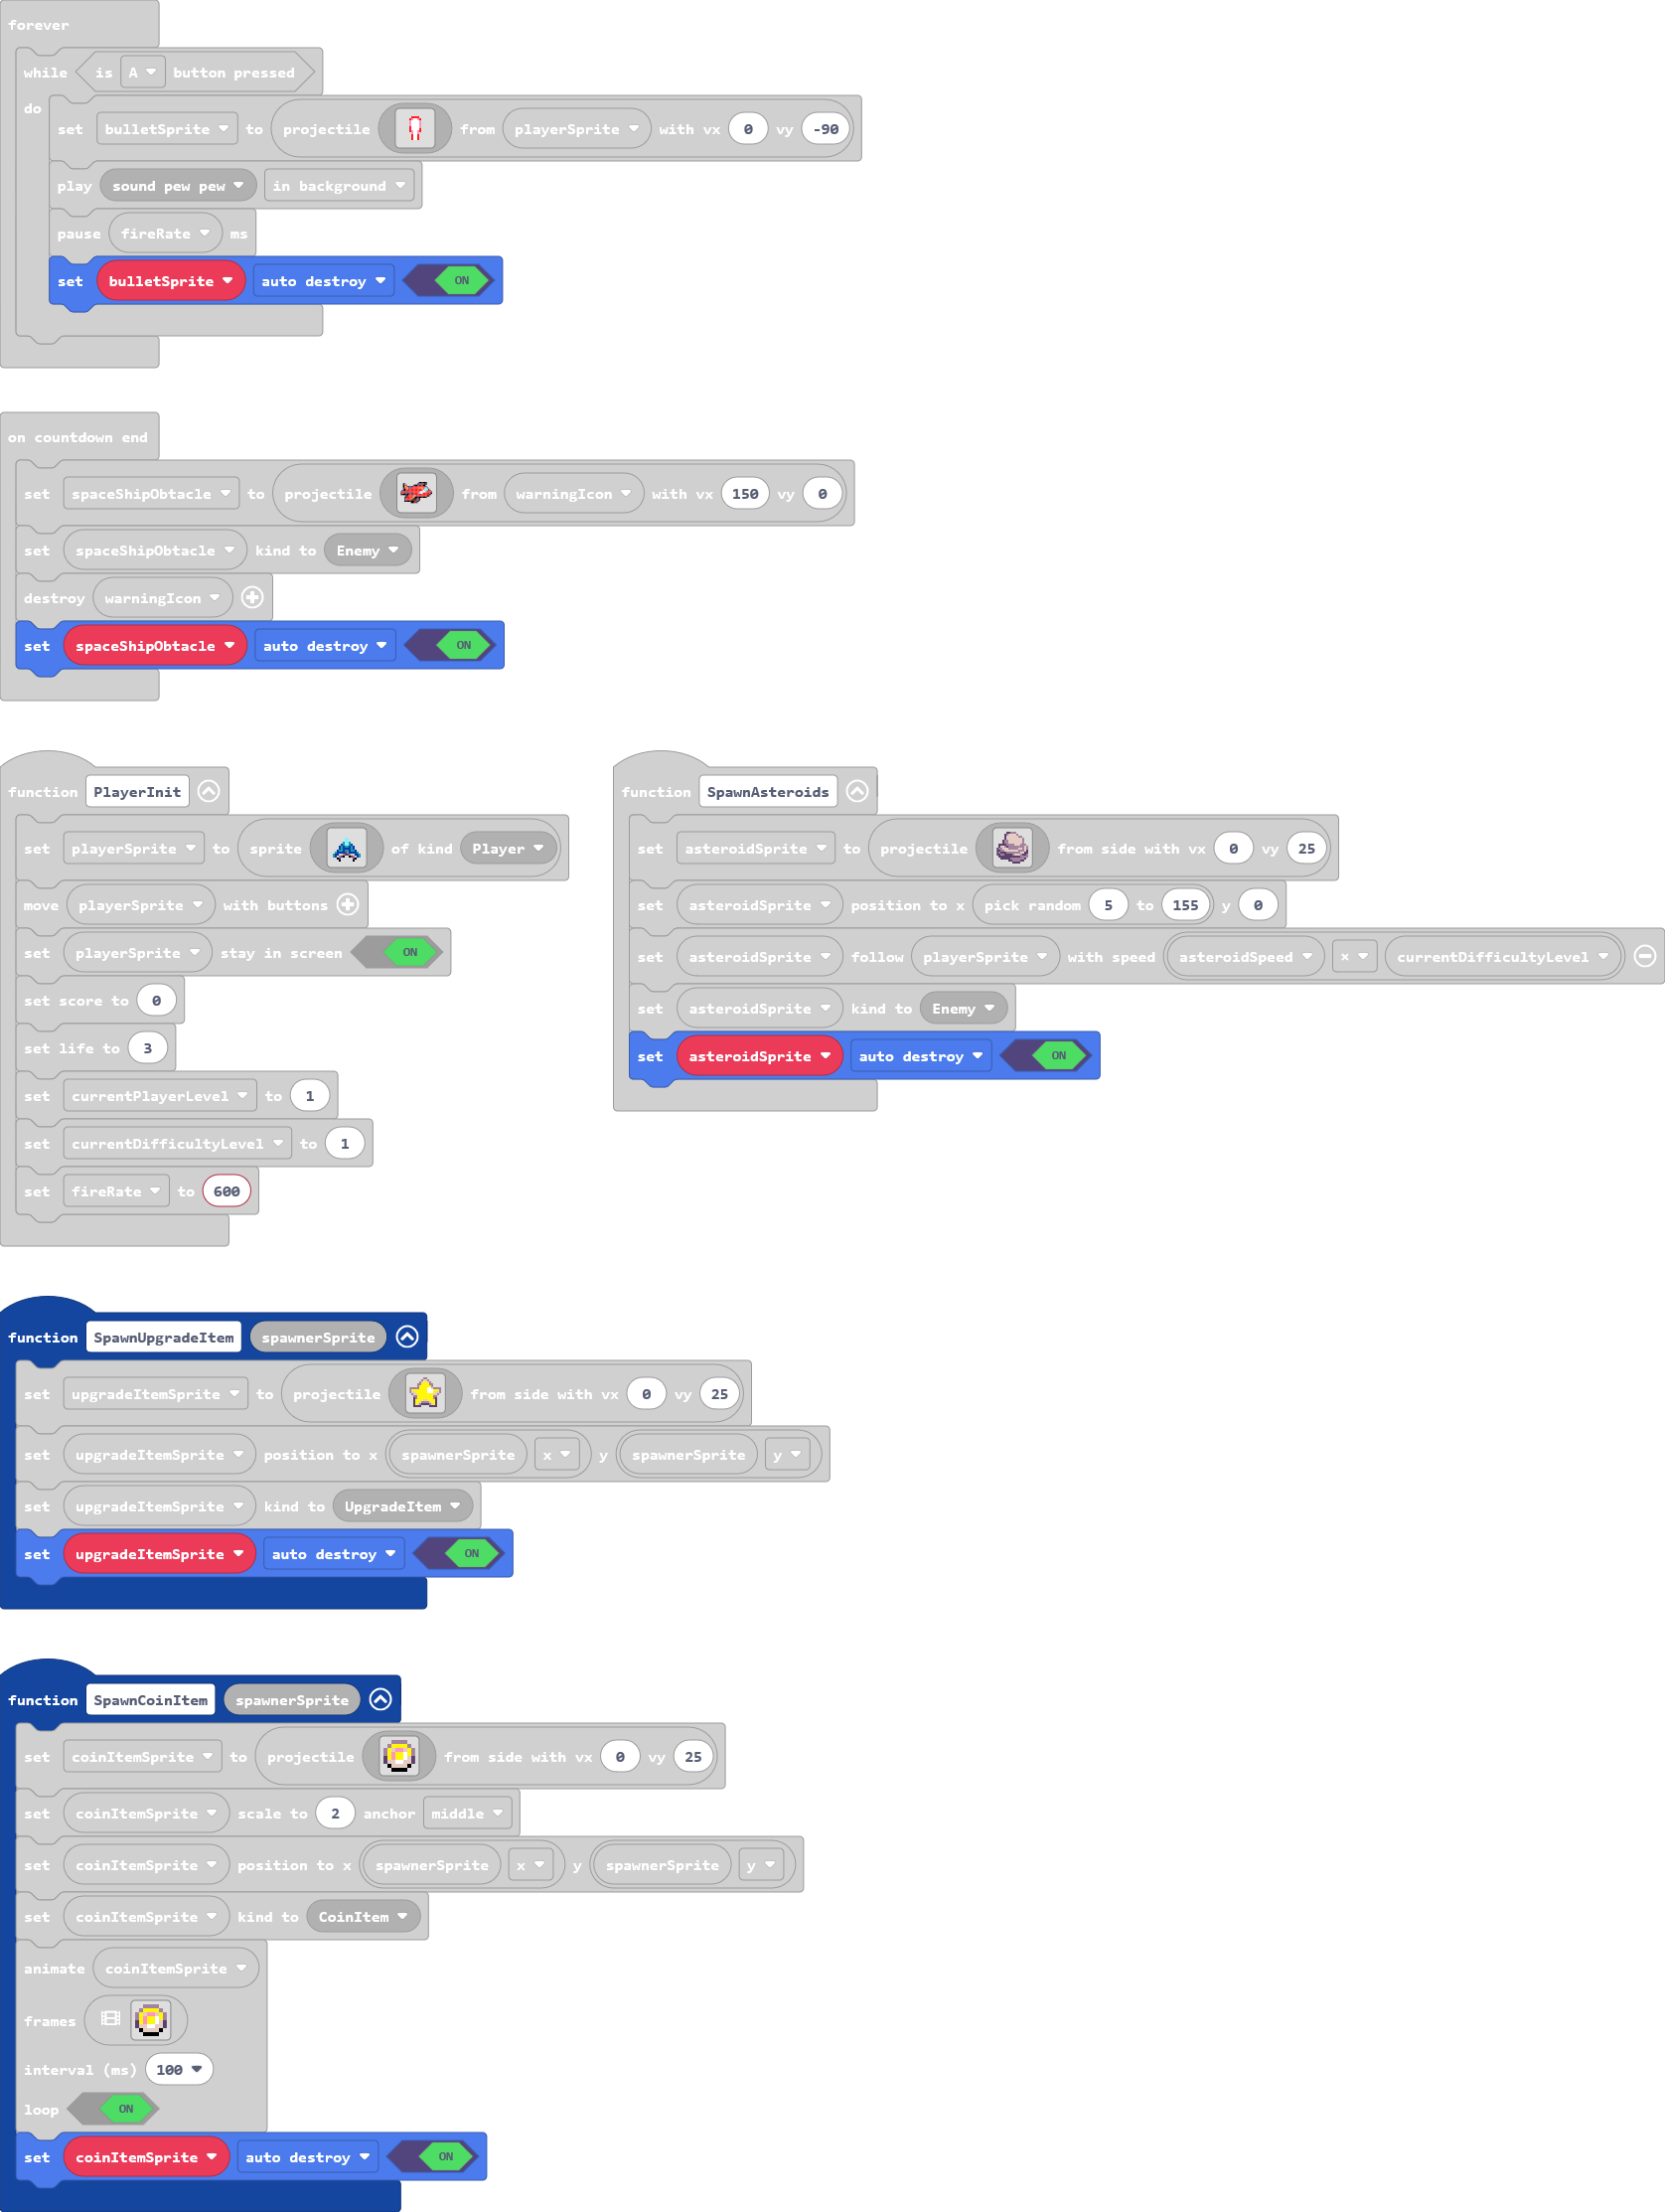 forever
while is A button pressed
do
set bulletSprite to projectile from playerSprite with vx 0 vy -90
play sound pew pew in background
pause fireRate ms
set bulletSprite auto destroy ON
on countdown end
set spaceShipObtacle to projectile from warningIcon with vx 150 vy 0
set spaceShipObtacle kind to Enemy
destroy warningIcon
set spaceShipObtacle auto destroy ON
function PlayerInit
set playerSprite to sprite of kind Player
move playerSprite with buttons
set playerSprite stay in screen ON
set score to 0
set life to 3
set currentPlayerLevel to 1
set currentDifficultyLevel to 1
set fireRate to 600
function SpawnAsteroids
set asteroidSprite to projectile from side with vx 0 vy 25
set asteroidSprite position to x pick random 5 to 155 y 0
set asteroidSprite follow playerSprite with speed asteroidSpeed × currentDifficultyLevel
set asteroidSprite kind to Enemy
set asteroidSprite auto destroy ON
function SpawnUpgradeItem spawnerSprite
set upgradeItemSprite to projectile from side with vx 0 vy 25
set upgradeItemSprite position to x spawnerSprite x y spawnerSprite y
set upgradeItemSprite kind to UpgradeItem
set upgradeItemSprite auto destroy ON
function SpawnCoinItem spawnerSprite
set coinItemSprite to projectile from side with vx 0 vy 25
set coinItemSprite scale to 2 anchor middle
set coinItemSprite position to x spawnerSprite x y spawnerSprite y
set coinItemSprite kind to CoinItem
animate coinItemSprite
frames
interval (ms) 100
loop ON
set coinItemSprite auto destroy ON